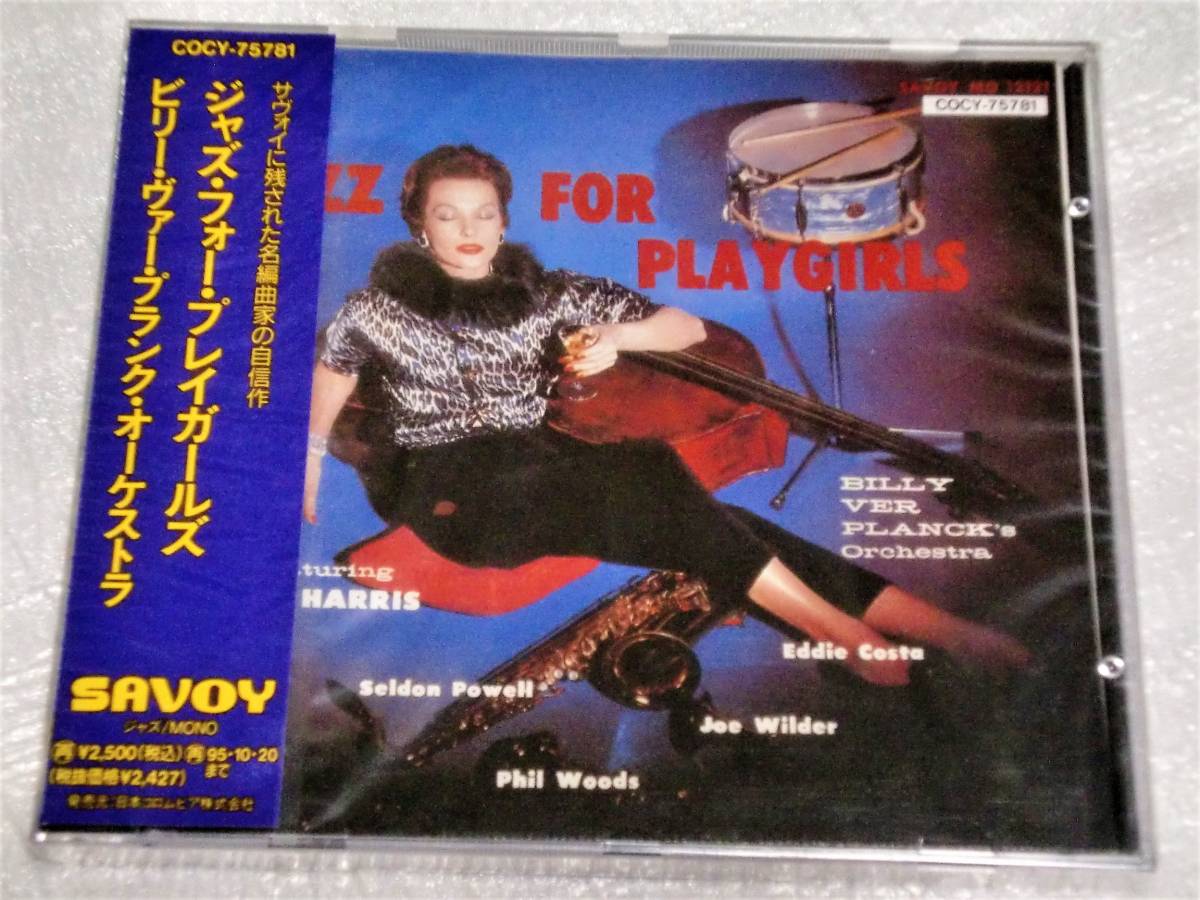 COCY-75781
サヴォイに残された名編曲家の自信作
ジャズ・フォー・プレイガールズ
ビリー・ヴァー・プランク・オーケストラ
SAVOY
ジャズ/MONO
再 ¥2,500(税込) 再 95・10・20
(税抜価格¥2,427) まで
発売元:日本コロムビア株式会社
SAVOY MG 12121
COCY-75781
ZZ FOR
PLAYGIRLS
BILLY
VER
PLANCK's
Orchestra
turing
HARRIS
Eddie Costa
Seldon Powell
Joe Wilder
Phil Woods